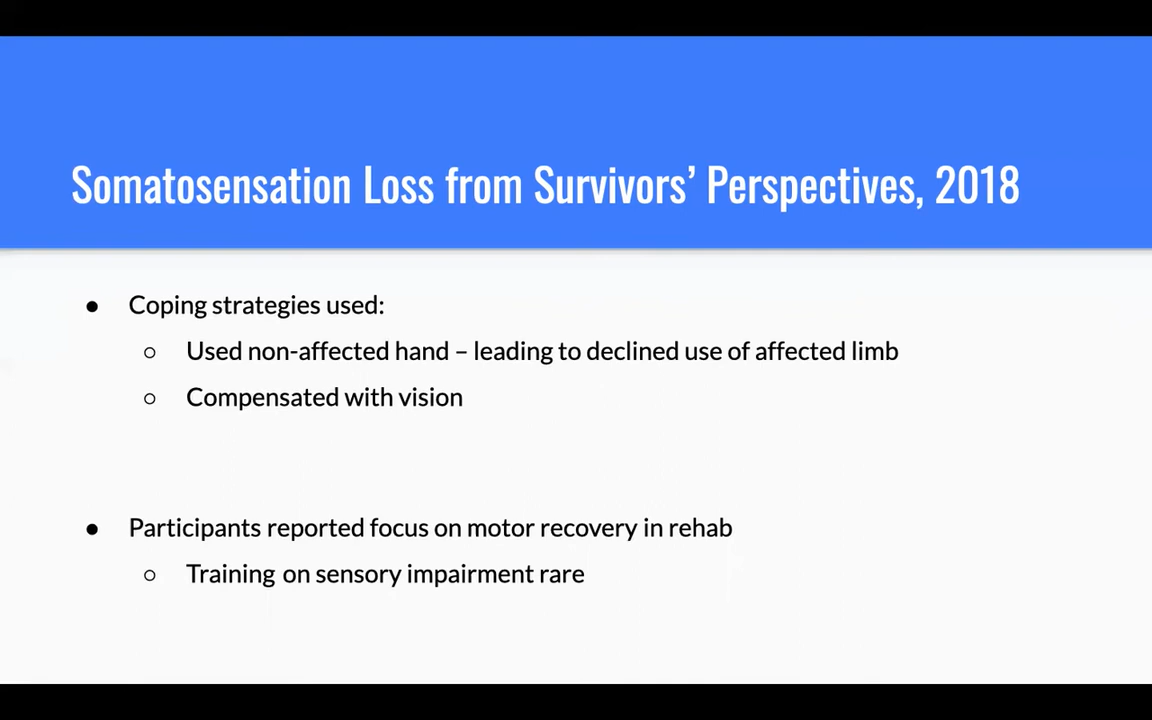 Somatosensation Loss from Survivors’ Perspectives, 2018
● Coping strategies used:
○ Used non-affected hand – leading to declined use of affected limb
○ Compensated with vision
● Participants reported focus on motor recovery in rehab
○ Training on sensory impairment rare